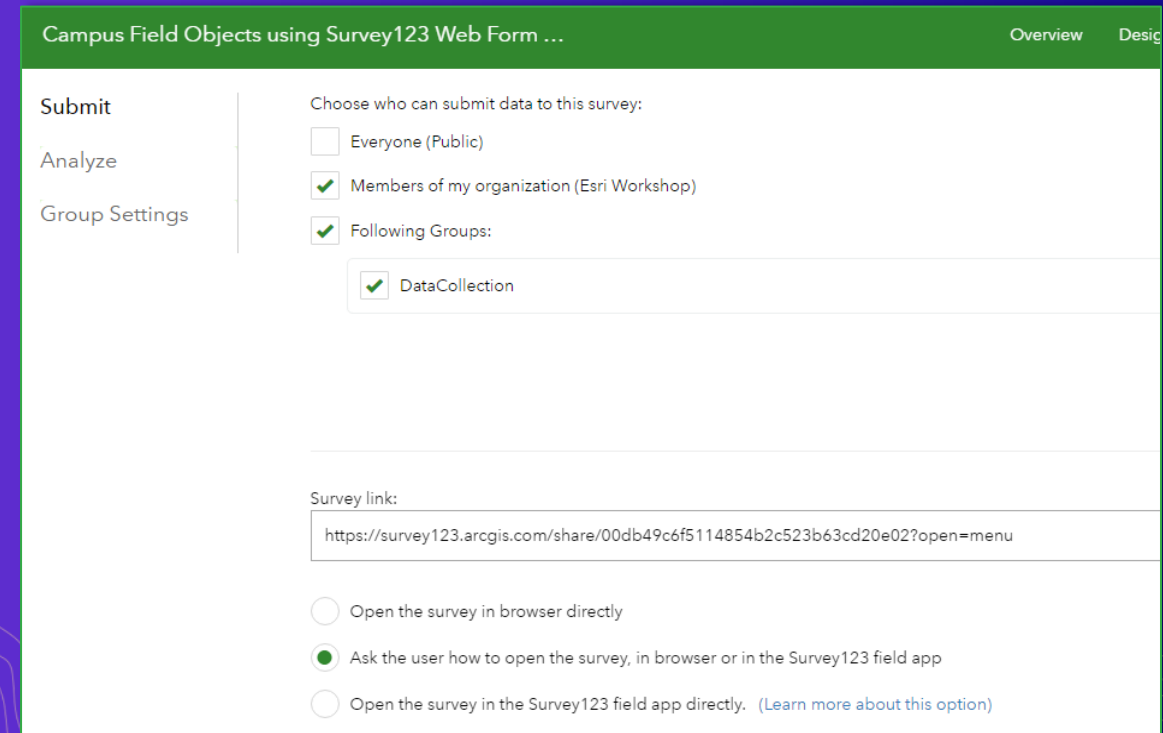 Campus Field Objects using Survey123 Web Form ...
Overview
Submit
Analyze
Group Settings
Choose who can submit data to this survey:
Everyone (Public)
Members of my organization (Esri Workshop)
Following Groups:
DataCollection
Survey link:
https://survey123.arcgis.com/share/00db49c6f5114854b2c523b63cd20e02?open=menu
Open the survey in browser directly
Ask the user how to open the survey, in browser or in the Survey123 field app
Open the survey in the Survey123 field app directly. (Learn more about this option)